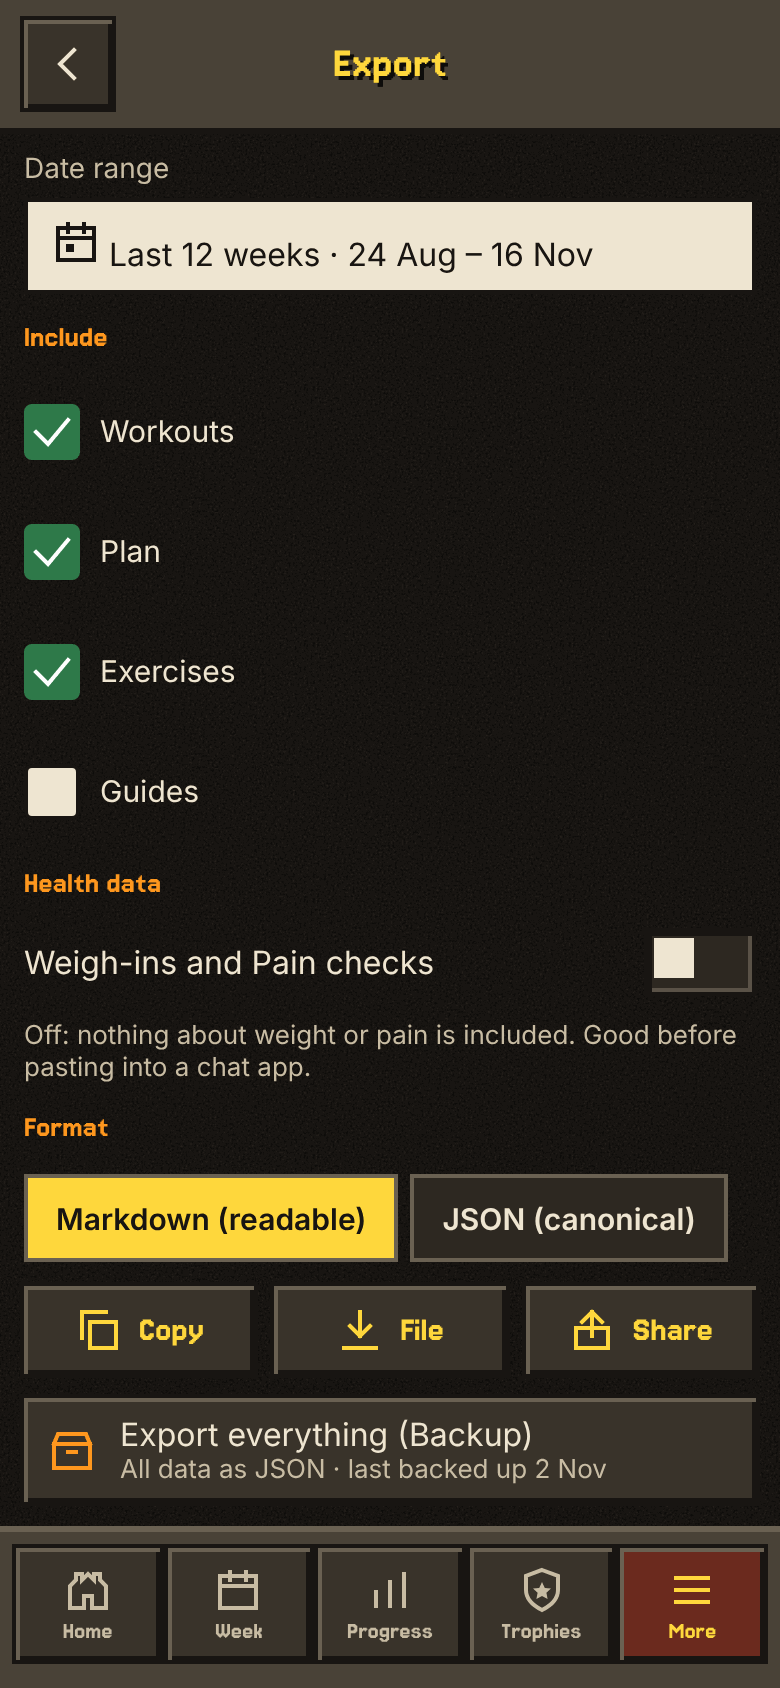 Export
Date range
Last 12 weeks · 24 Aug – 16 Nov
Include
Workouts
Plan
Exercises
Guides
Health data
Weigh-ins and Pain checks
Off: nothing about weight or pain is included. Good before
pasting into a chat app.
Format
Markdown (readable) JSON (canonical)
Copy File Share
Export everything (Backup)
All data as JSON · last backed up 2 Nov
Home Week Progress Trophies More